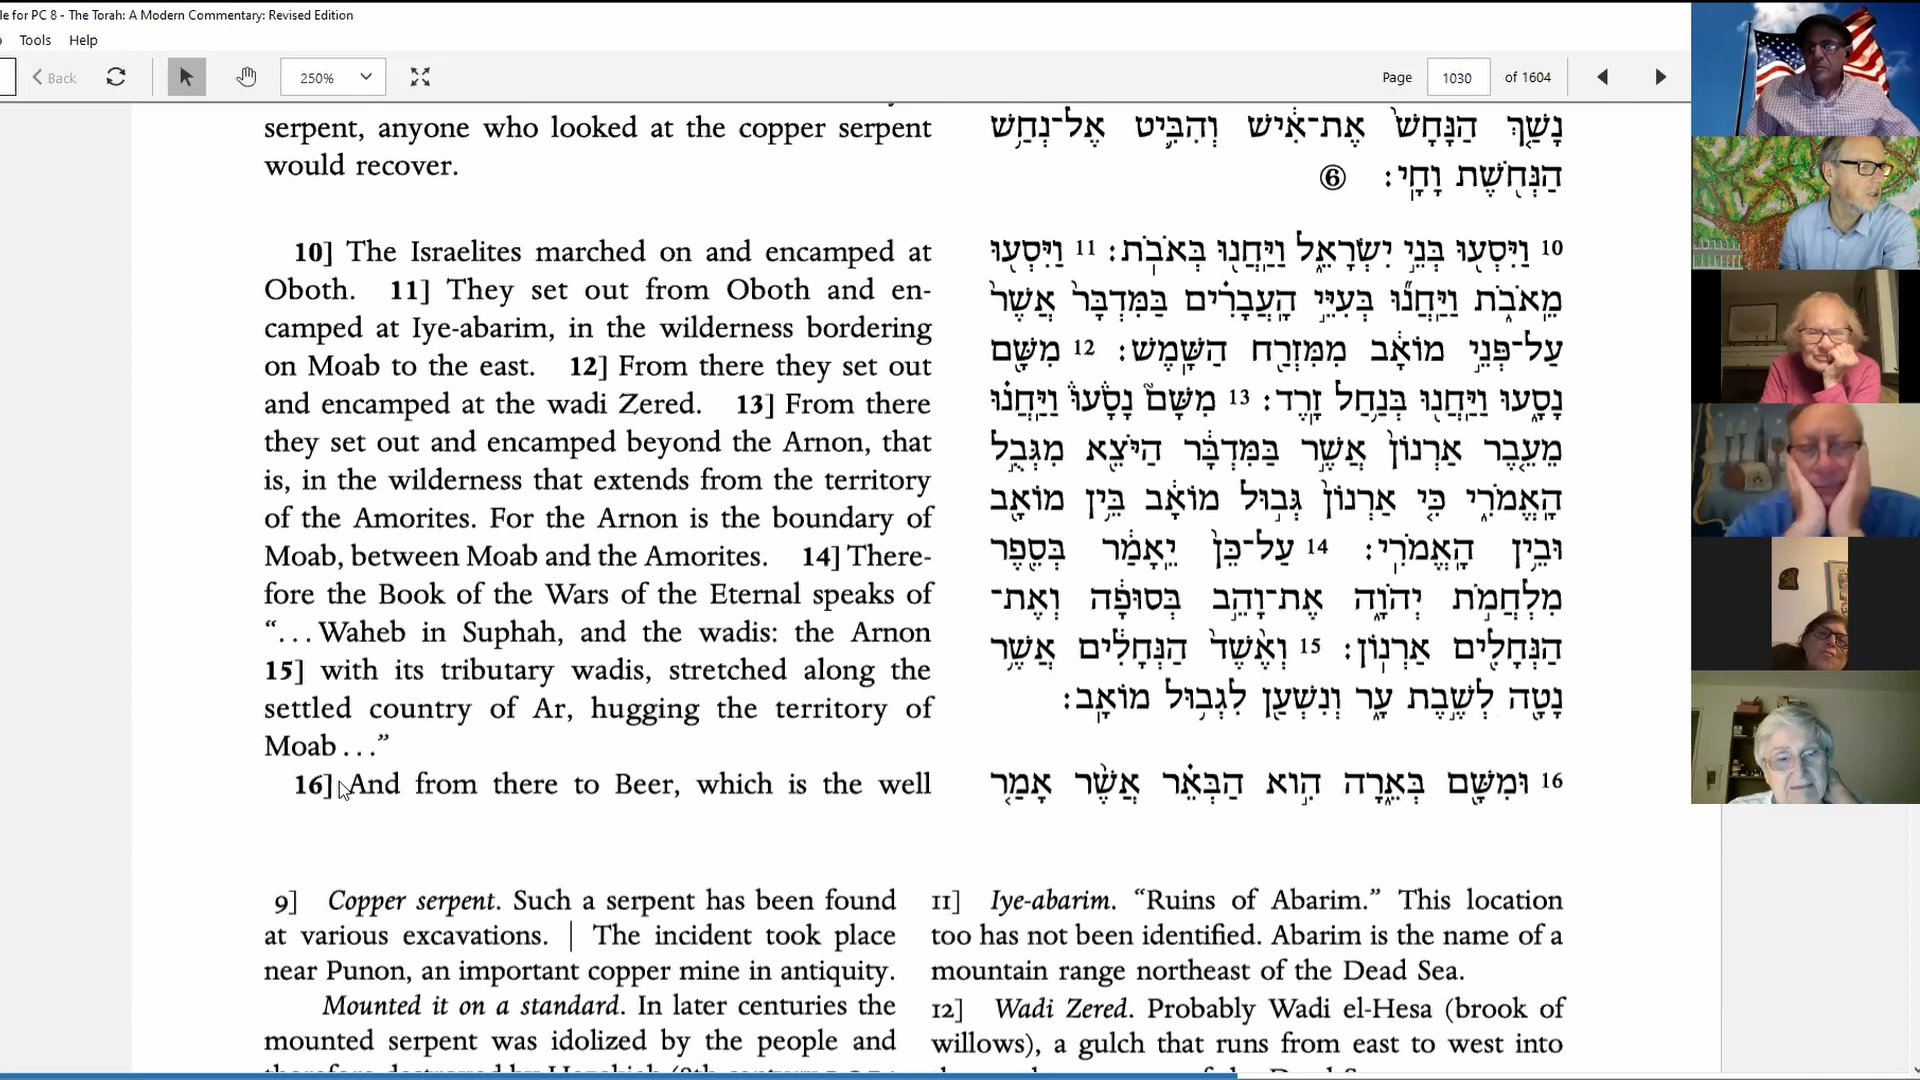 le for PC 8 - The Torah: A Modern Commentary: Revised Edition
Tools Help
Back 250% Page 1030 of 1604
serpent, anyone who looked at the copper serpent
would recover.
10] The Israelites marched on and encamped at
Oboth. 11] They set out from Oboth and en-
camped at Iye-abarim, in the wilderness bordering
on Moab to the east. 12] From there they set out
and encamped at the wadi Zered. 13] From there
they set out and encamped beyond the Arnon, that
is, in the wilderness that extends from the territory
of the Amorites. For the Arnon is the boundary of
Moab, between Moab and the Amorites. 14] There-
fore the Book of the Wars of the Eternal speaks of
“. . . Waheb in Suphah, and the wadis: the Arnon
15] with its tributary wadis, stretched along the
settled country of Ar, hugging the territory of
Moab . . .”
16] And from there to Beer, which is the well
נָשַׁ֤ךְ הַנָּחָשׁ֙ אֶת־אִ֔ישׁ וְהִבִּ֛יט אֶל־נְחַ֥שׁ
הַנְּחֹ֖שֶׁת וָחָֽי׃ ⑥
10 וַיִּסְע֖וּ בְּנֵ֣י יִשְׂרָאֵ֑ל וַֽיַּחֲנ֖וּ בְּאֹבֹֽת׃ 11 וַיִּסְע֖וּ
מֵֽאֹבֹ֑ת וַֽיַּחֲנ֞וּ בְּעִיֵּ֣י הָֽעֲבָרִ֗ים בַּמִּדְבָּר֙ אֲשֶׁר֙
עַל־פְּנֵ֣י מוֹאָ֔ב מִמִּזְרַ֖ח הַשָּֽׁמֶשׁ׃ 12 מִשָּׁ֖ם
נָסָ֑עוּ וַֽיַּחֲנ֖וּ בְּנַ֥חַל זָֽרֶד׃ 13 מִשָּׁם֮ נָסָ֒עוּ֒ וַֽיַּחֲנ֗וּ
מֵעֵ֤בֶר אַרְנוֹן֙ אֲשֶׁ֣ר בַּמִּדְבָּ֔ר הַיֹּצֵ֖א מִגְּבֻ֣ל
הָֽאֱמֹרִ֑י כִּ֤י אַרְנוֹן֙ גְּב֣וּל מוֹאָ֔ב בֵּ֥ין מוֹאָ֖ב
וּבֵ֥ין הָֽאֱמֹרִֽי׃ 14 עַל־כֵּן֙ יֵֽאָמַ֔ר בְּסֵ֖פֶר
מִלְחֲמֹ֣ת יְהֹוָ֑ה אֶת־וָהֵ֣ב בְּסוּפָ֔ה וְאֶת־
הַנְּחָלִ֖ים אַרְנֽוֹן׃ 15 וְאֶ֙שֶׁד֙ הַנְּחָלִ֔ים אֲשֶׁ֥ר
נָטָ֖ה לְשֶׁ֣בֶת עָ֑ר וְנִשְׁעַ֖ן לִגְב֥וּל מוֹאָֽב׃
16 וּמִשָּׁ֖ם בְּאֵ֑רָה הִ֣וא הַבְּאֵ֗ר אֲשֶׁ֨ר אָמַ֤ר
9] Copper serpent. Such a serpent has been found
at various excavations. | The incident took place
near Punon, an important copper mine in antiquity.
Mounted it on a standard. In later centuries the
mounted serpent was idolized by the people and
11] Iye-abarim. “Ruins of Abarim.” This location
too has not been identified. Abarim is the name of a
mountain range northeast of the Dead Sea.
12] Wadi Zered. Probably Wadi el-Hesa (brook of
willows), a gulch that runs from east to west into